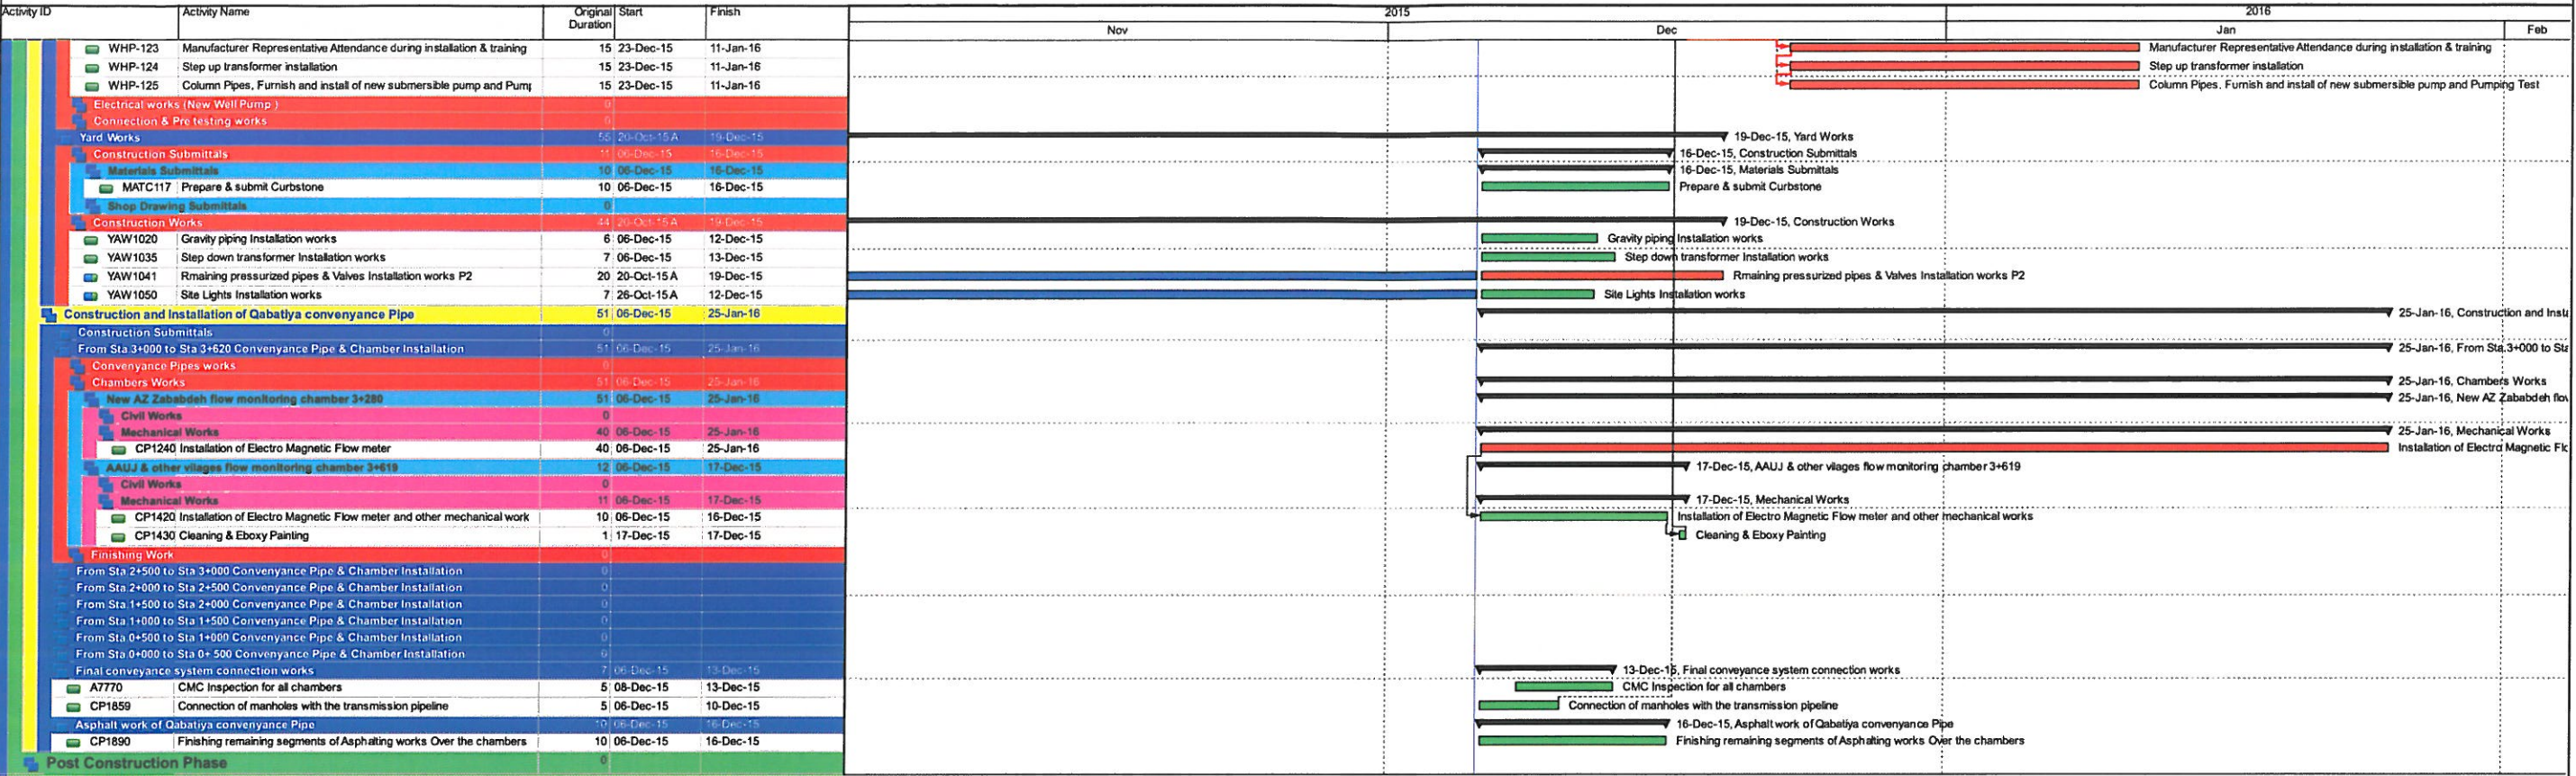 Activity ID Activity Name Original Duration Start Finish 2015 2016
Nov Dec Jan Feb
WHP-123 Manufacturer Representative Attendance during installation & training 15 23-Dec-15 11-Jan-16 Manufacturer Representative Attendance during installation & training
WHP-124 Step up transformer installation 15 23-Dec-15 11-Jan-16 Step up transformer installation
WHP-125 Column Pipes, Furnish and install of new submersible pump and Pump 15 23-Dec-15 11-Jan-16 Column Pipes, Furnish and install of new submersible pump and Pumping Test
Electrical works (New Well Pump ) 0
Connection & Pre testing works 0
Yard Works 55 20-Oct-15 A 19-Dec-15 19-Dec-15, Yard Works
Construction Submittals 11 06-Dec-15 16-Dec-15 16-Dec-15, Construction Submittals
Materials Submittals 10 06-Dec-15 16-Dec-15 16-Dec-15, Materials Submittals
MATC117 Prepare & submit Curbstone 10 06-Dec-15 16-Dec-15 Prepare & submit Curbstone
Shop Drawing Submittals 0
Construction Works 44 20-Oct-15 A 19-Dec-15 19-Dec-15, Construction Works
YAW1020 Gravity piping Installation works 6 06-Dec-15 12-Dec-15 Gravity piping Installation works
YAW1035 Step down transformer Installation works 7 06-Dec-15 13-Dec-15 Step down transformer Installation works
YAW1041 Rmaining pressurized pipes & Valves Installation works P2 20 20-Oct-15 A 19-Dec-15 Rmaining pressurized pipes & Valves Installation works P2
YAW1050 Site Lights Installation works 7 26-Oct-15 A 12-Dec-15 Site Lights Installation works
Construction and Installation of Qabatiya convenyance Pipe 51 06-Dec-15 25-Jan-16 25-Jan-16, Construction and Insta
Construction Submittals 0
From Sta 3+000 to Sta 3+620 Convenyance Pipe & Chamber Installation 51 06-Dec-15 25-Jan-16 25-Jan-16, From Sta.3+000 to Sta
Convenyance Pipes works 0
Chambers Works 51 06-Dec-15 25-Jan-16 25-Jan-16, Chambers Works
New AZ Zababdeh flow monitoring chamber 3+280 51 06-Dec-15 25-Jan-16 25-Jan-16, New AZ Zababdeh flow
Civil Works 0
Mechanical Works 40 06-Dec-15 25-Jan-16 25-Jan-16, Mechanical Works
CP1240 Installation of Electro Magnetic Flow meter 40 06-Dec-15 25-Jan-16 Installation of Electro Magnetic Flo
AAUJ & other vilages flow monitoring chamber 3+619 12 06-Dec-15 17-Dec-15 17-Dec-15, AAUJ & other vilages flow monitoring chamber 3+619
Civil Works 0
Mechanical Works 11 06-Dec-15 17-Dec-15 17-Dec-15, Mechanical Works
CP1420 Installation of Electro Magnetic Flow meter and other mechanical work 10 06-Dec-15 16-Dec-15 Installation of Electro Magnetic Flow meter and other mechanical works
CP1430 Cleaning & Eboxy Painting 1 17-Dec-15 17-Dec-15 Cleaning & Eboxy Painting
Finishing Work 0
From Sta 2+500 to Sta 3+000 Convenyance Pipe & Chamber Installation 0
From Sta 2+000 to Sta 2+500 Convenyance Pipe & Chamber Installation 0
From Sta.1+500 to Sta 2+000 Convenyance Pipe & Chamber Installation 0
From Sta.1+000 to Sta 1+500 Convenyance Pipe & Chamber Installation 0
From Sta.0+500 to Sta 1+000 Convenyance Pipe & Chamber Installation 0
From Sta.0+000 to Sta 0+ 500 Convenyance Pipe & Chamber Installation 0
Final conveyance system connection works 7 06-Dec-15 13-Dec-15 13-Dec-15, Final conveyance system connection works
A7770 CMC Inspection for all chambers 5 08-Dec-15 13-Dec-15 CMC Inspection for all chambers
CP1859 Connection of manholes with the transmission pipeline 5 06-Dec-15 10-Dec-15 Connection of manholes with the transmission pipeline
Asphalt work of Qabatiya convenyance Pipe 10 06-Dec-15 16-Dec-15 16-Dec-15, Asphalt work of Qabatiya convenyance Pipe
CP1890 Finishing remaining segments of Asphalting works Over the chambers 10 06-Dec-15 16-Dec-15 Finishing remaining segments of Asphalting works Over the chambers
Post Construction Phase 0